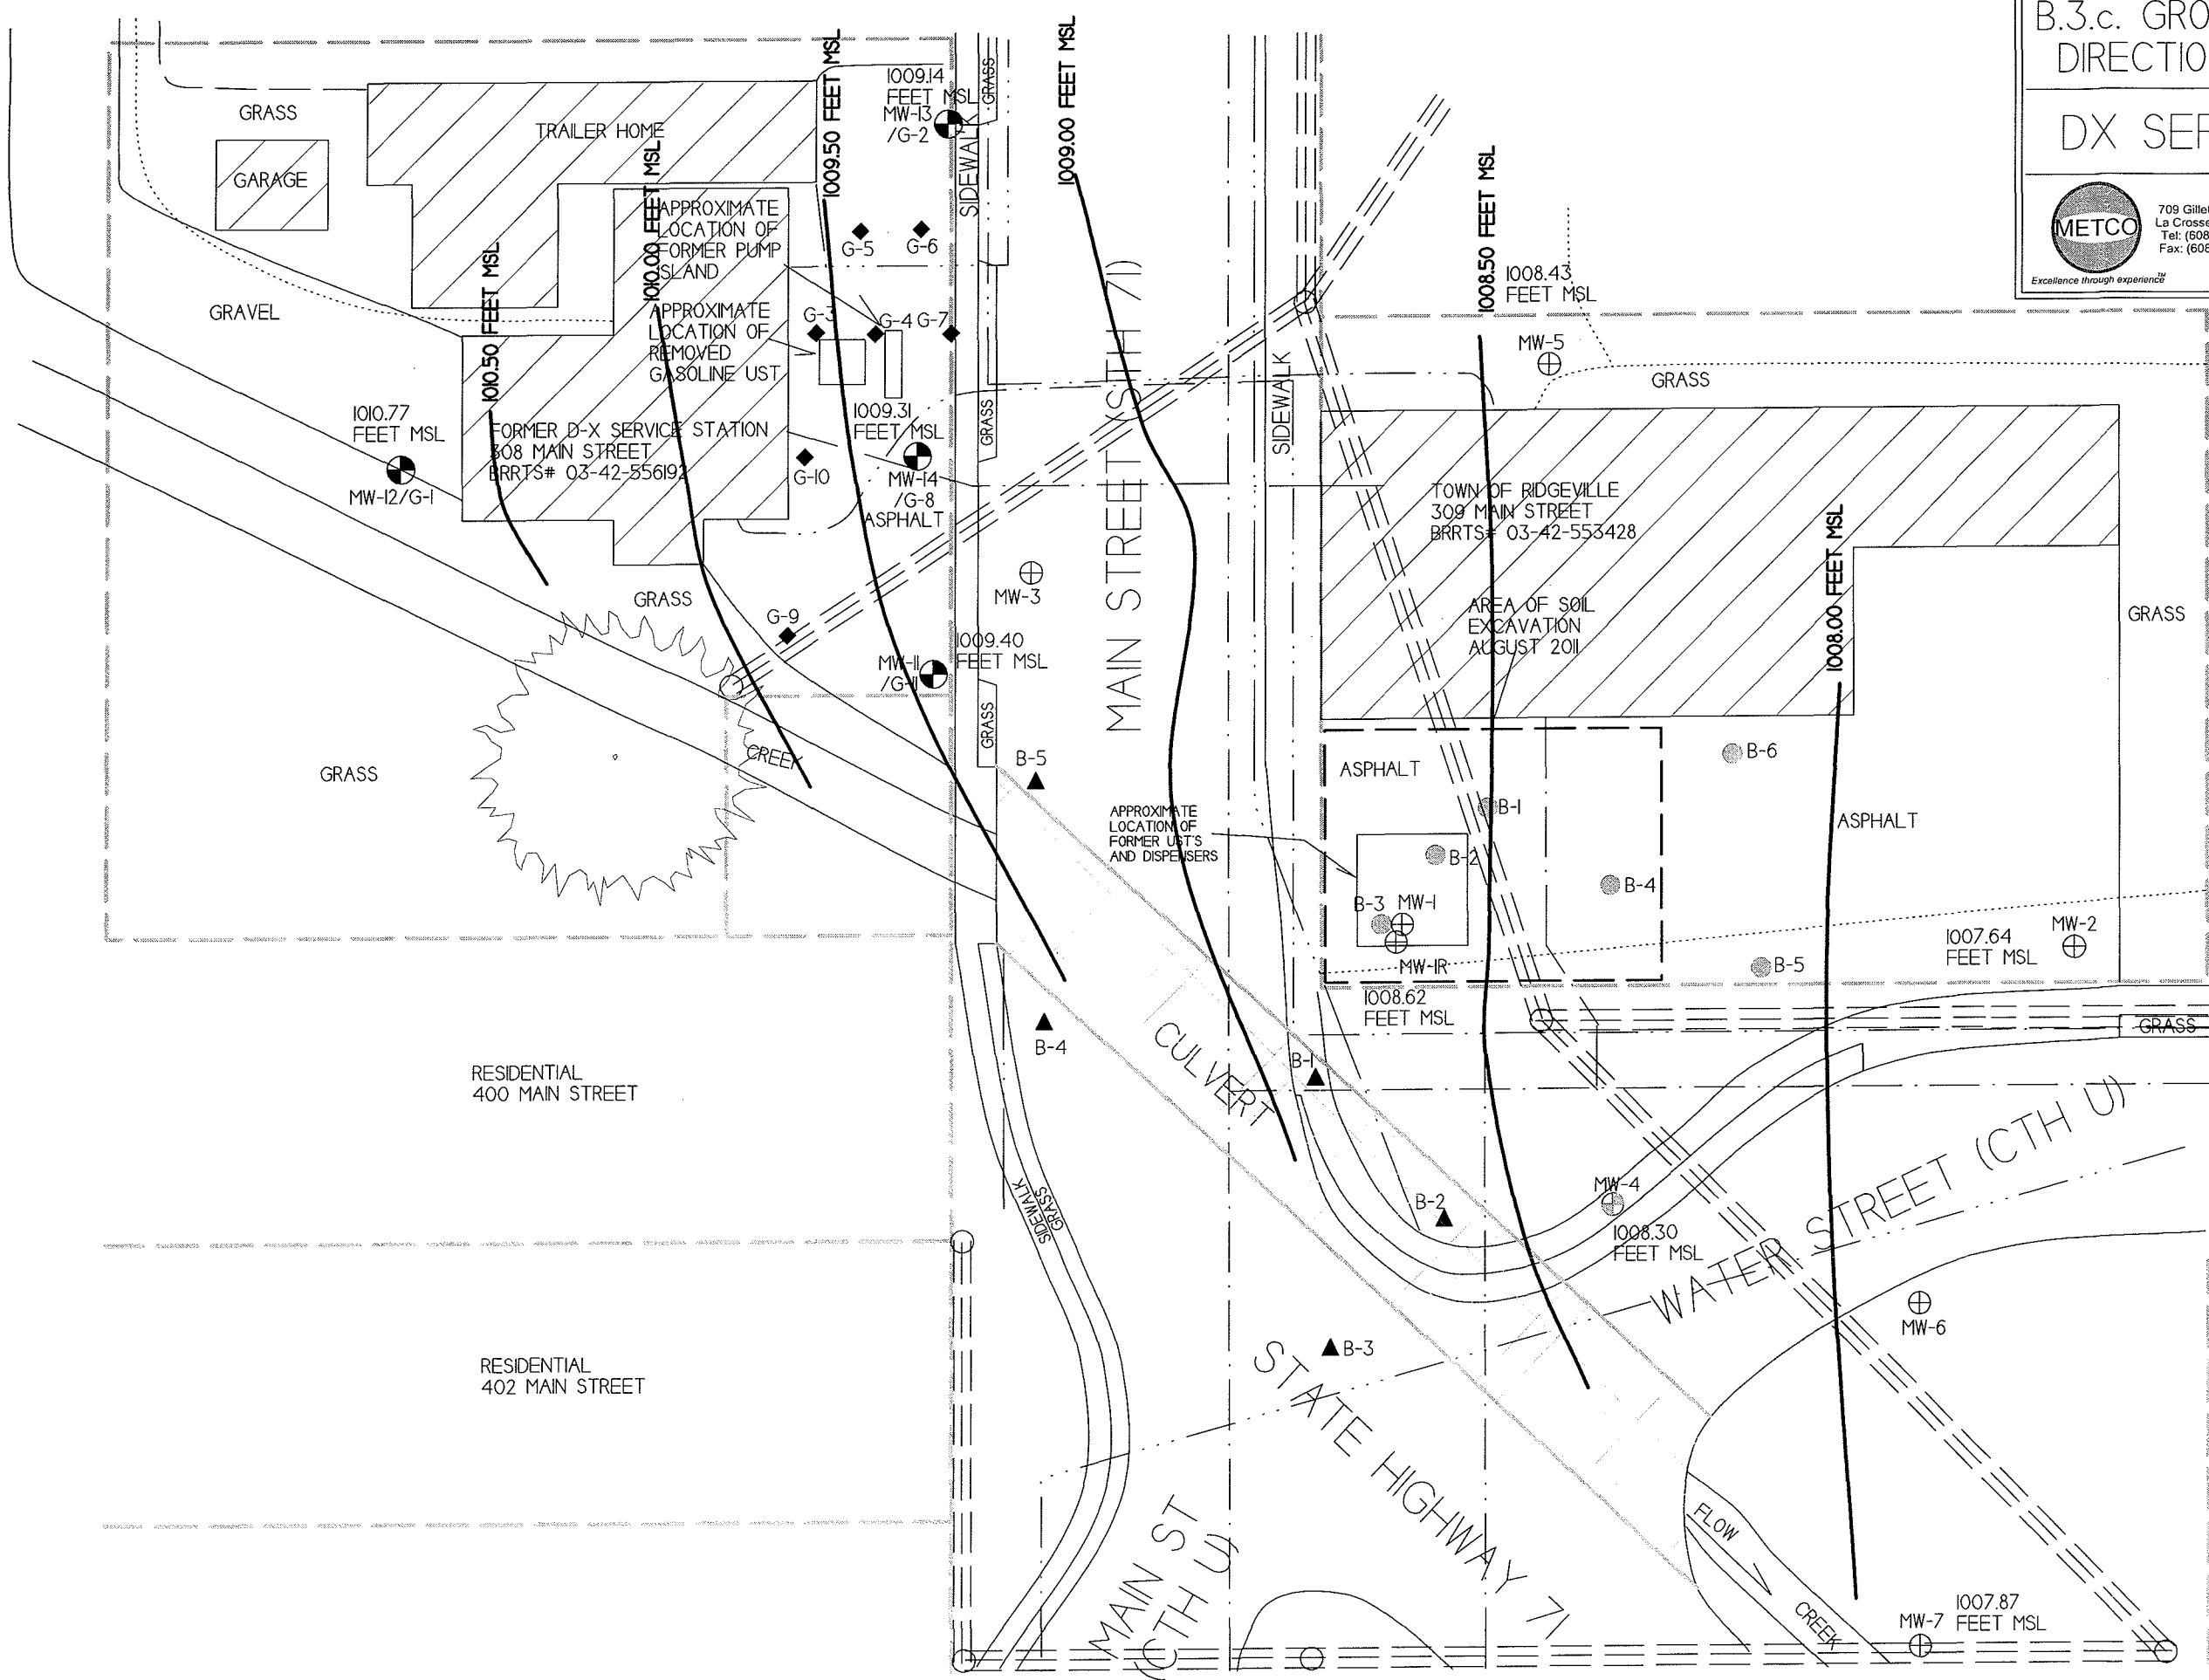 B.3.c. GRO
DIRECTIO
DX SER
METCO
709 Gillet
La Crosse
Tel: (608
Fax: (608
Excellence through experience™
GRASS
GARAGE
TRAILER HOME
GRAVEL
1010.50 FEET MSL
1010.00 FEET MSL
1009.50 FEET MSL
1009.00 FEET MSL
1008.50 FEET MSL
1008.00 FEET MSL
APPROXIMATE
LOCATION OF
FORMER PUMP
ISLAND
APPROXIMATE
LOCATION OF
REMOVED
GASOLINE UST
1009.14
FEET MSL
MW-13
/G-2
SIDEWALK
GRASS
G-5
G-6
G-3
G-4
G-7
1010.77
FEET MSL
MW-12/G-1
FORMER D-X SERVICE STATION
308 MAIN STREET
BRRTS# 03-42-556192
1009.31
FEET MSL
MW-14
/G-8
G-10
ASPHALT
GRASS
GRASS
G-9
MW-3
1009.40
FEET MSL
MW-11
/G-11
GRASS
MAIN STREET (STH 71)
SIDEWALK
1008.43
FEET MSL
MW-5
GRASS
TOWN OF RIDGEVILLE
309 MAIN STREET
BRRTS# 03-42-553428
AREA OF SOIL
EXCAVATION
AUGUST 2011
GRASS
GRASS
CREEK
B-5
APPROXIMATE
LOCATION OF
FORMER UST'S
AND DISPENSERS
ASPHALT
B-6
B-1
ASPHALT
B-2
B-4
B-3
MW-1
MW-1R
B-5
1007.64
FEET MSL
MW-2
1008.62
FEET MSL
GRASS
B-4
CULVERT
B-1
RESIDENTIAL
400 MAIN STREET
SIDEWALK
GRASS
B-2
MW-4
1008.30
FEET MSL
WATER STREET (CTH U)
MW-6
B-3
RESIDENTIAL
402 MAIN STREET
STATE HIGHWAY 71
MAIN ST
(CTH U)
FLOW
CREEK
MW-7
1007.87
FEET MSL